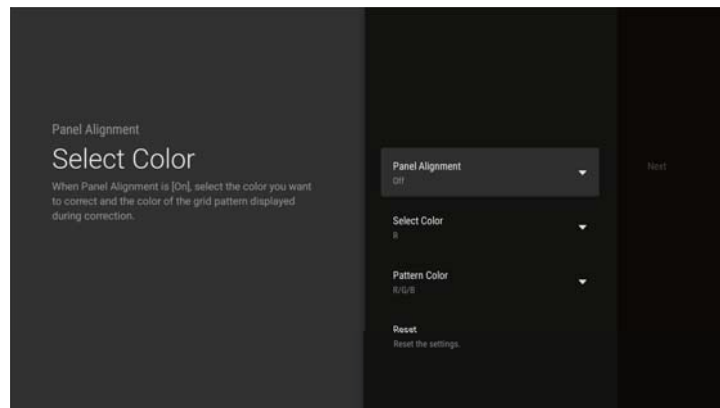 Panel Alignment
Select Color
When Panel Alignment is [On], select the color you want
to correct and the color of the grid pattern displayed
during correction.
Panel Alignment
Off
Select Color
B
Pattern Color
R/G/B
Reset
Reset the settings.
Next